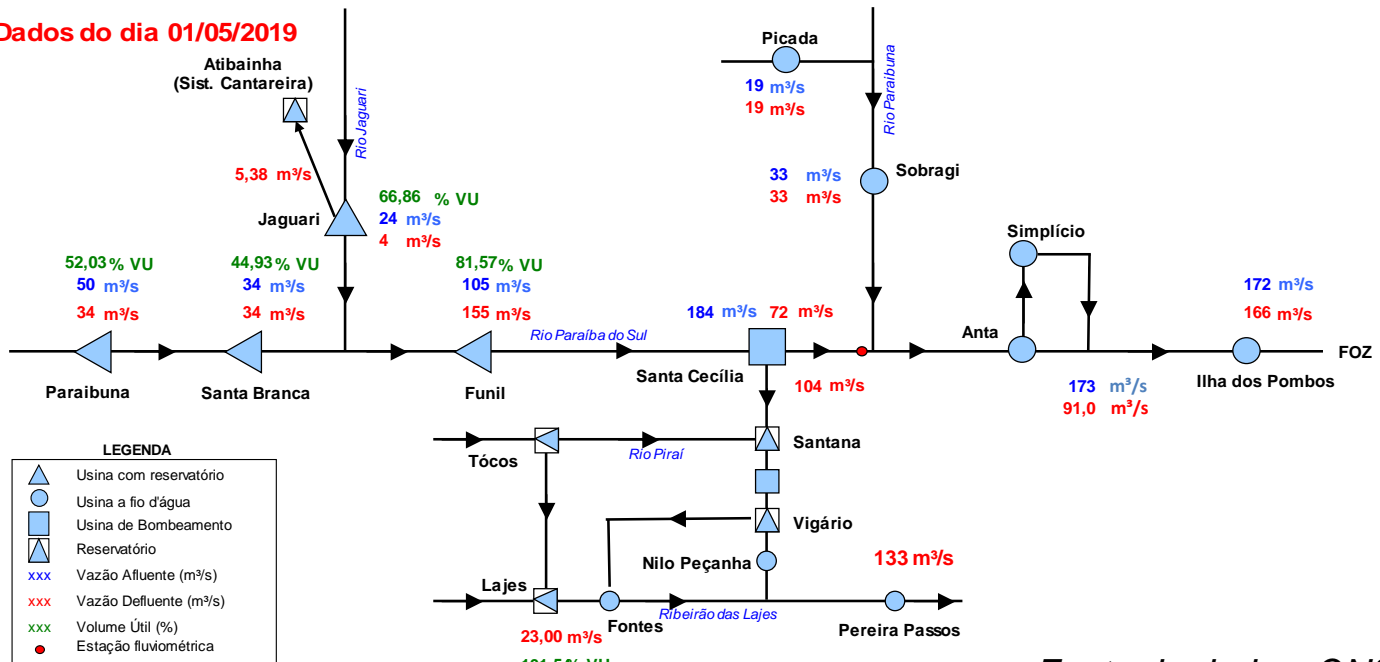 Dados do dia 01/05/2019
Atibainha
(Sist. Cantareira)
Rio Jaguari
5,38 m³/s
Jaguari
66,86 % VU
24 m³/s
4 m³/s
Picada
19 m³/s
19 m³/s
Rio Paraibuna
33 m³/s
33 m³/s
Sobragi
Simplício
52,03% VU
50 m³/s
34 m³/s
Paraibuna
44,93% VU
34 m³/s
34 m³/s
Santa Branca
81,57% VU
105 m³/s
155 m³/s
Funil
Rio Paraíba do Sul
184 m³/s 72 m³/s
Santa Cecília
104 m³/s
Anta
173 m³/s
91,0 m³/s
172 m³/s
166 m³/s
Ilha dos Pombos
FOZ
Tócos
Rio Piraí
Santana
Vigário
Nilo Peçanha
133 m³/s
Lajes
Fontes
Ribeirão das Lajes
Pereira Passos
23,00 m³/s
LEGENDA
Usina com reservatório
Usina a fio d'água
Usina de Bombeamento
Reservatório
xxx Vazão Afluente (m³/s)
xxx Vazão Defluente (m³/s)
xxx Volume Útil (%)
Estação fluviométrica